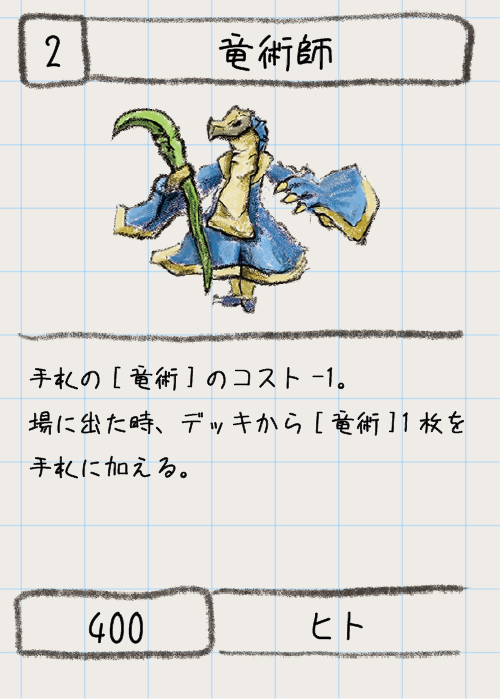 2
竜術師
手札の[竜術]のコスト-1。
場に出た時、デッキから[竜術]1枚を
手札に加える。
400
ヒト